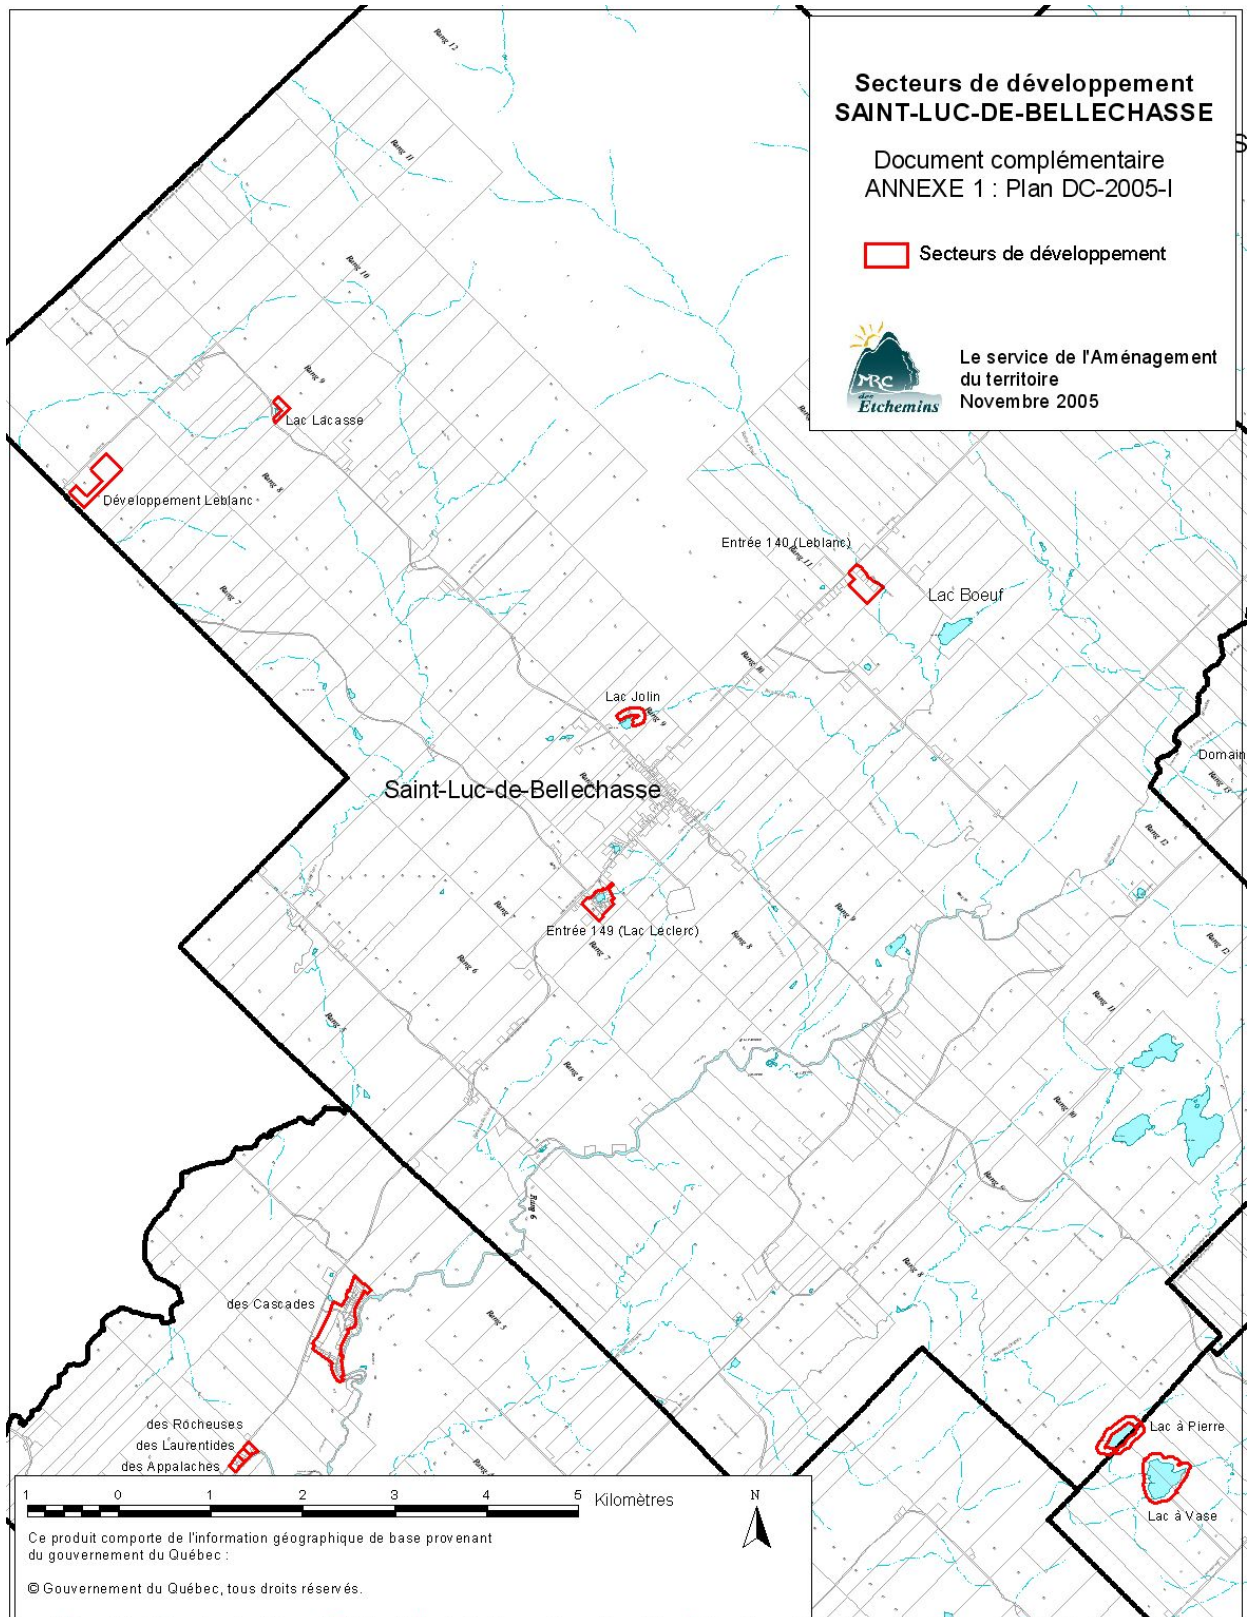 Secteurs de développement
SAINT-LUC-DE-BELLECHASSE
Document complémentaire
ANNEXE 1 : Plan DC-2005-I
Secteurs de développement
MRC
des
Etchemins
Le service de l'Aménagement
du territoire
Novembre 2005
S
Rang 12
Rang 11
Rang 10
Rang 9
Lac Lacasse
Rang 8
Développement Leblanc
Rang 7
Entrée 140 (Leblanc)
Rang 11
Lac Boeuf
Rang 10
Lac Jolin
Rang 9
Domain
Rang 13
Saint-Luc-de-Bellechasse
Rang 12
Rang 7
Rang 9
Entrée 149 (Lac Leclerc)
Rang 8
Rang 7
Rang 12
Rang 6
Rang 11
Rang 5
Rang 6
Rang 10
Rang 9
Rang 6
Rang 8
des Cascades
Rang 5
des Rocheuses
Lac à Pierre
des Laurentides
des Appalaches
Lac à Vase
1 0 1 2 3 4 5 Kilomètres
N
Ce produit comporte de l'information géographique de base provenant
du gouvernement du Québec :
© Gouvernement du Québec, tous droits réservés.